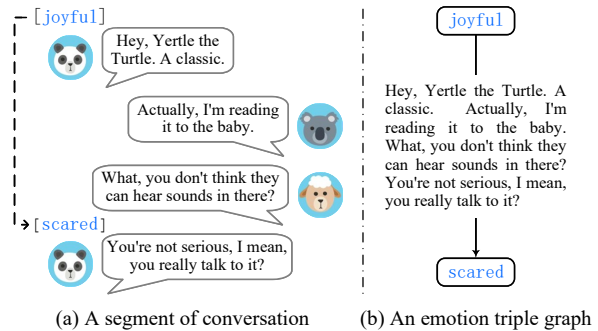 [joyful]
Hey, Yertle the
Turtle. A classic.
Actually, I'm reading
it to the baby.
What, you don't think they
can hear sounds in there?
[scared]
You're not serious, I mean,
you really talk to it?
(a) A segment of conversation
joyful
Hey, Yertle the Turtle. A
classic. Actually, I'm
reading it to the baby.
What, you don't think they
can hear sounds in there?
You're not serious, I mean,
you really talk to it?
scared
(b) An emotion triple graph